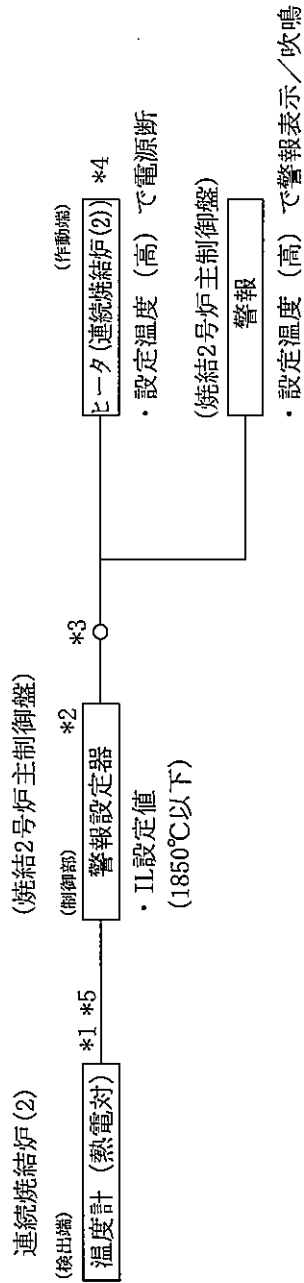 連続焼結炉(2)
(検出端)
温度計（熱電対）
*1 *5
(焼結2号炉主制御盤)
(制御部)
*2
警報設定器
・IL設定値
(1850℃以下)
*3
(作動端)
ヒータ(連続焼結炉(2))
*4
・設定温度（高）で電源断
(焼結2号炉主制御盤)
警報
・設定温度（高）で警報表示／吹鳴